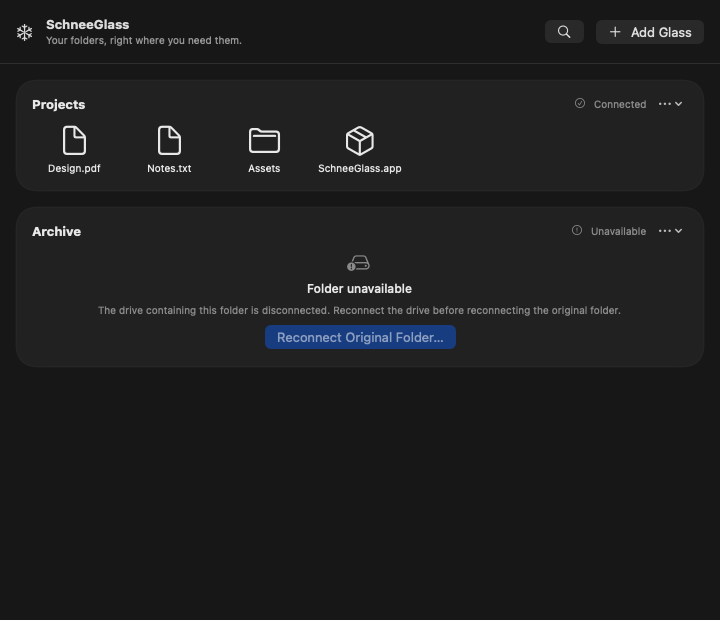 SchneeGlass
Your folders, right where you need them.
Add Glass
Projects
Connected
Design.pdf
Notes.txt
Assets
SchneeGlass.app
Archive
Unavailable
Folder unavailable
The drive containing this folder is disconnected. Reconnect the drive before reconnecting the original folder.
Reconnect Original Folder...